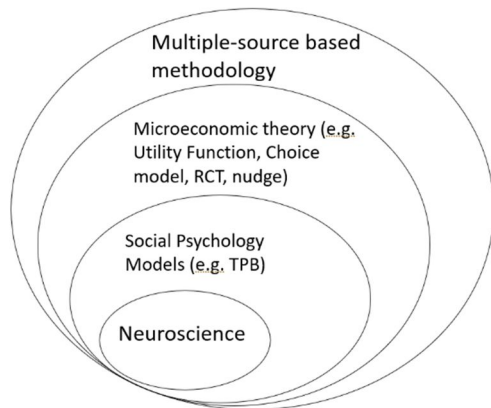 Multiple-source based
methodology
Microeconomic theory (e.g.
Utility Function, Choice
model, RCT, nudge)
Social Psychology
Models (e.g. TPB)
Neuroscience